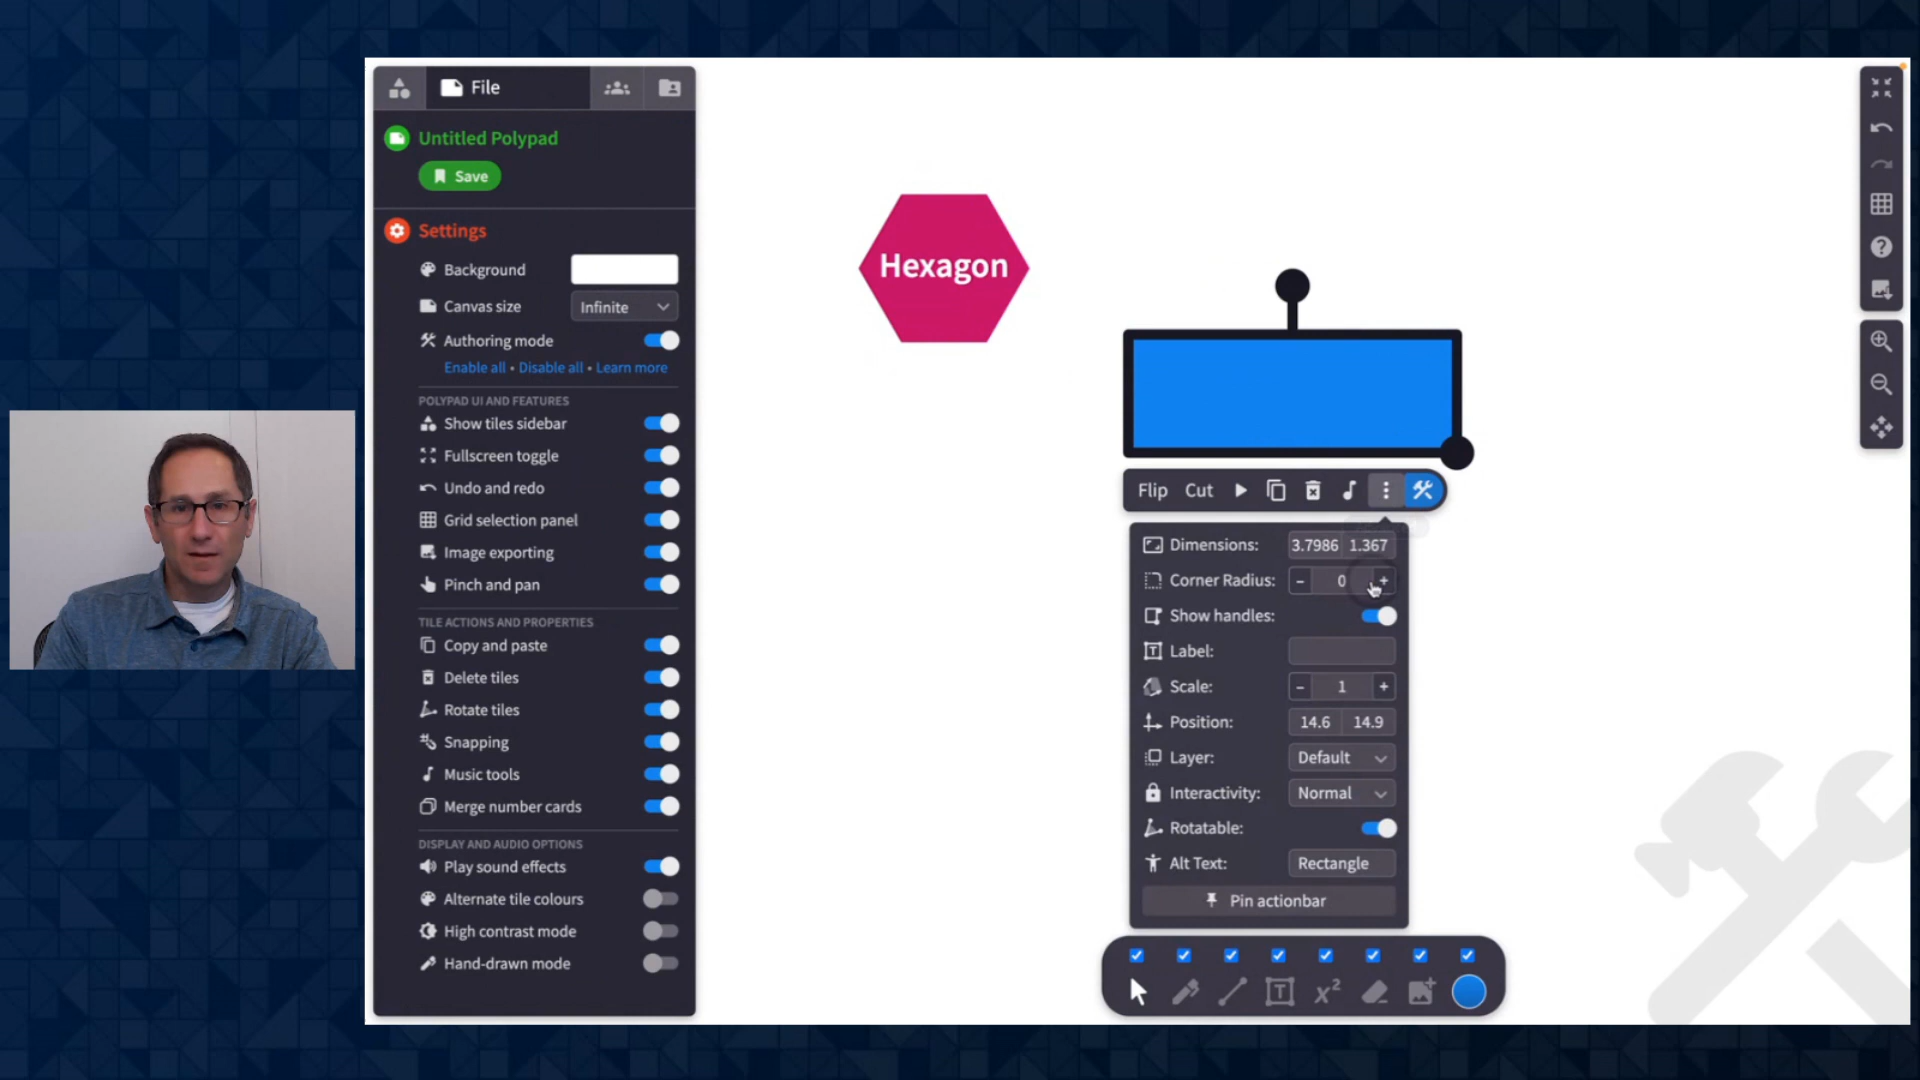 File
Untitled Polypad
Save
Settings
Background
Canvas size Infinite
Authoring mode
Enable all • Disable all • Learn more
POLYPAD UI AND FEATURES
Show tiles sidebar
Fullscreen toggle
Undo and redo
Grid selection panel
Image exporting
Pinch and pan
TILE ACTIONS AND PROPERTIES
Copy and paste
Delete tiles
Rotate tiles
Snapping
Music tools
Merge number cards
DISPLAY AND AUDIO OPTIONS
Play sound effects
Alternate tile colours
High contrast mode
Hand-drawn mode
Hexagon
Flip Cut
Dimensions: 3.7986 1.367
Corner Radius: − 0 +
Show handles:
Label:
Scale: − 1 +
Position: 14.6 14.9
Layer: Default
Interactivity: Normal
Rotatable:
Alt Text: Rectangle
Pin actionbar
T x²